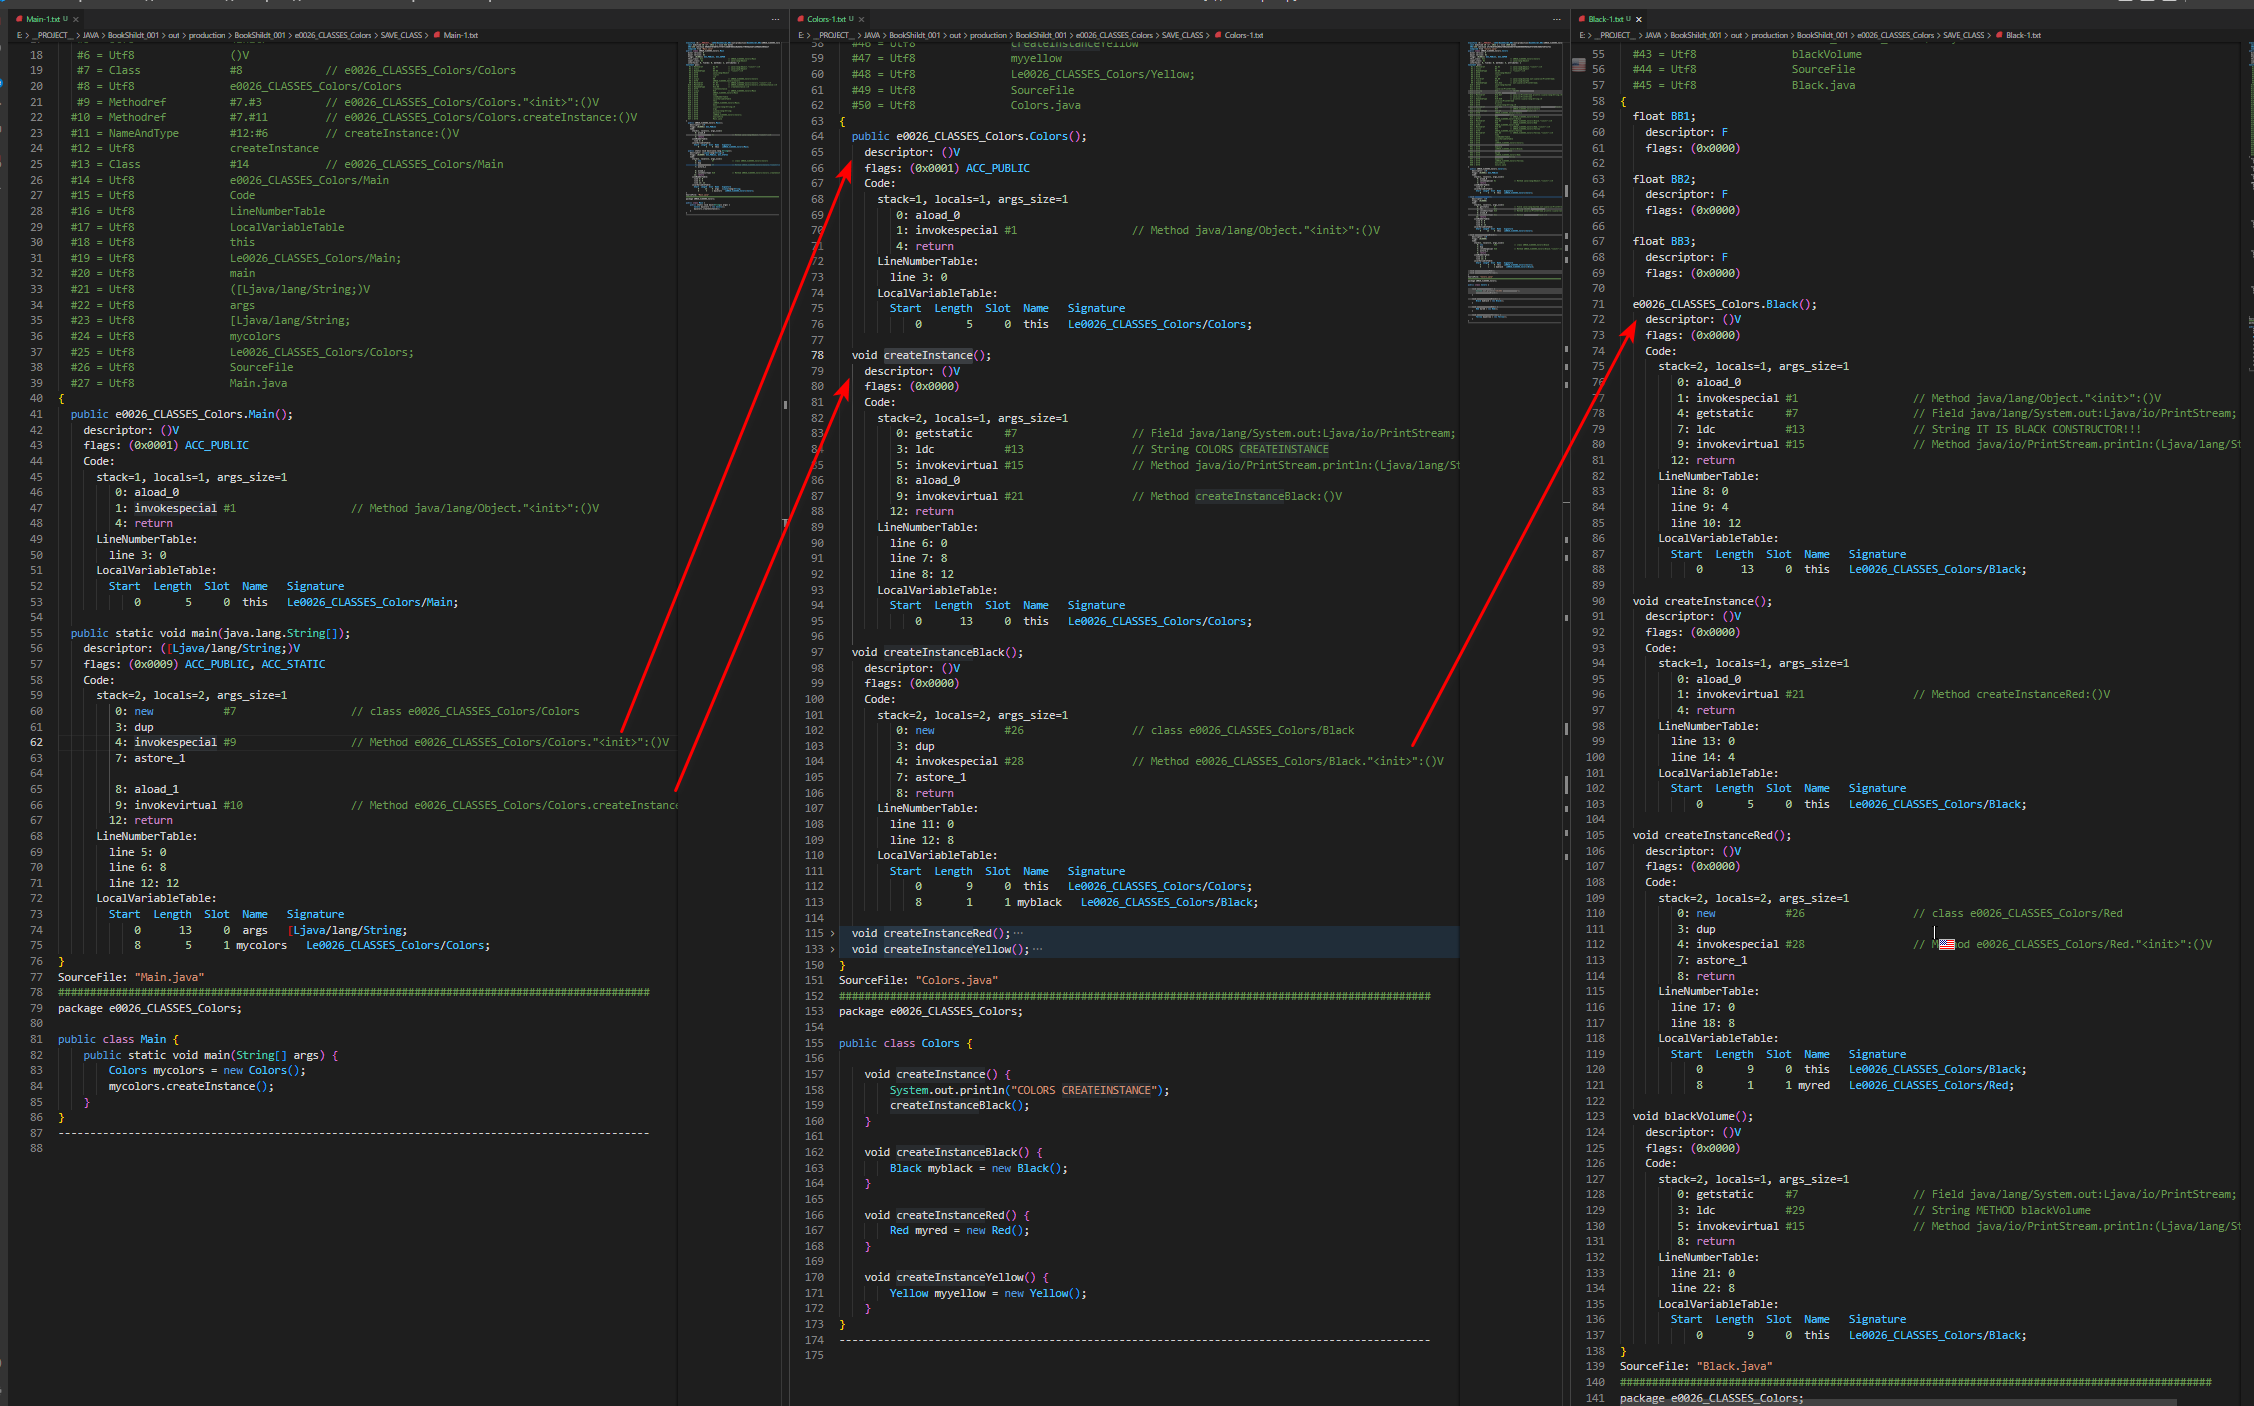 Main-1.txt U
E: > __PROJECT__ > JAVA > BookShildt_001 > out > production > BookShildt_001 > e0026_CLASSES_Colors > SAVE_CLASS > Main-1.txt
18 #6 = Utf8 ()V
19 #7 = Class #8 // e0026_CLASSES_Colors/Colors
20 #8 = Utf8 e0026_CLASSES_Colors/Colors
21 #9 = Methodref #7.#3 // e0026_CLASSES_Colors/Colors."<init>":()V
22 #10 = Methodref #7.#11 // e0026_CLASSES_Colors/Colors.createInstance:()V
23 #11 = NameAndType #12:#6 // createInstance:()V
24 #12 = Utf8 createInstance
25 #13 = Class #14 // e0026_CLASSES_Colors/Main
26 #14 = Utf8 e0026_CLASSES_Colors/Main
27 #15 = Utf8 Code
28 #16 = Utf8 LineNumberTable
29 #17 = Utf8 LocalVariableTable
30 #18 = Utf8 this
31 #19 = Utf8 Le0026_CLASSES_Colors/Main;
32 #20 = Utf8 main
33 #21 = Utf8 ([Ljava/lang/String;)V
34 #22 = Utf8 args
35 #23 = Utf8 [Ljava/lang/String;
36 #24 = Utf8 mycolors
37 #25 = Utf8 Le0026_CLASSES_Colors/Colors;
38 #26 = Utf8 SourceFile
39 #27 = Utf8 Main.java
40 {
41 public e0026_CLASSES_Colors.Main();
42 descriptor: ()V
43 flags: (0x0001) ACC_PUBLIC
44 Code:
45 stack=1, locals=1, args_size=1
46 0: aload_0
47 1: invokespecial #1 // Method java/lang/Object."<init>":()V
48 4: return
49 LineNumberTable:
50 line 3: 0
51 LocalVariableTable:
52 Start Length Slot Name Signature
53 0 5 0 this Le0026_CLASSES_Colors/Main;
54
55 public static void main(java.lang.String[]);
56 descriptor: ([Ljava/lang/String;)V
57 flags: (0x0009) ACC_PUBLIC, ACC_STATIC
58 Code:
59 stack=2, locals=2, args_size=1
60 0: new #7 // class e0026_CLASSES_Colors/Colors
61 3: dup
62 4: invokespecial #9 // Method e0026_CLASSES_Colors/Colors."<init>":()V
63 7: astore_1
64
65 8: aload_1
66 9: invokevirtual #10 // Method e0026_CLASSES_Colors/Colors.createInstance
67 12: return
68 LineNumberTable:
69 line 5: 0
70 line 6: 8
71 line 12: 12
72 LocalVariableTable:
73 Start Length Slot Name Signature
74 0 13 0 args [Ljava/lang/String;
75 8 5 1 mycolors Le0026_CLASSES_Colors/Colors;
76 }
77 SourceFile: "Main.java"
78 #############################################################################################
79 package e0026_CLASSES_Colors;
80
81 public class Main {
82 public static void main(String[] args) {
83 Colors mycolors = new Colors();
84 mycolors.createInstance();
85 }
86 }
87 ---------------------------------------------------------------------------------------------
88
Colors-1.txt U
E: > __PROJECT__ > JAVA > BookShildt_001 > out > production > BookShildt_001 > e0026_CLASSES_Colors > SAVE_CLASS > Colors-1.txt
58 #46 = Utf8 createInstanceYellow
59 #47 = Utf8 myyellow
60 #48 = Utf8 Le0026_CLASSES_Colors/Yellow;
61 #49 = Utf8 SourceFile
62 #50 = Utf8 Colors.java
63 {
64 public e0026_CLASSES_Colors.Colors();
65 descriptor: ()V
66 flags: (0x0001) ACC_PUBLIC
67 Code:
68 stack=1, locals=1, args_size=1
69 0: aload_0
70 1: invokespecial #1 // Method java/lang/Object."<init>":()V
71 4: return
72 LineNumberTable:
73 line 3: 0
74 LocalVariableTable:
75 Start Length Slot Name Signature
76 0 5 0 this Le0026_CLASSES_Colors/Colors;
77
78 void createInstance();
79 descriptor: ()V
80 flags: (0x0000)
81 Code:
82 stack=2, locals=1, args_size=1
83 0: getstatic #7 // Field java/lang/System.out:Ljava/io/PrintStream;
84 3: ldc #13 // String COLORS CREATEINSTANCE
85 5: invokevirtual #15 // Method java/io/PrintStream.println:(Ljava/lang/St
86 8: aload_0
87 9: invokevirtual #21 // Method createInstanceBlack:()V
88 12: return
89 LineNumberTable:
90 line 6: 0
91 line 7: 8
92 line 8: 12
93 LocalVariableTable:
94 Start Length Slot Name Signature
95 0 13 0 this Le0026_CLASSES_Colors/Colors;
96
97 void createInstanceBlack();
98 descriptor: ()V
99 flags: (0x0000)
100 Code:
101 stack=2, locals=2, args_size=1
102 0: new #26 // class e0026_CLASSES_Colors/Black
103 3: dup
104 4: invokespecial #28 // Method e0026_CLASSES_Colors/Black."<init>":()V
105 7: astore_1
106 8: return
107 LineNumberTable:
108 line 11: 0
109 line 12: 8
110 LocalVariableTable:
111 Start Length Slot Name Signature
112 0 9 0 this Le0026_CLASSES_Colors/Colors;
113 8 1 1 myblack Le0026_CLASSES_Colors/Black;
114
115 > void createInstanceRed(); ...
133 > void createInstanceYellow(); ...
150 }
151 SourceFile: "Colors.java"
152 #############################################################################################
153 package e0026_CLASSES_Colors;
154
155 public class Colors {
156
157 void createInstance() {
158 System.out.println("COLORS CREATEINSTANCE");
159 createInstanceBlack();
160 }
161
162 void createInstanceBlack() {
163 Black myblack = new Black();
164 }
165
166 void createInstanceRed() {
167 Red myred = new Red();
168 }
169
170 void createInstanceYellow() {
171 Yellow myyellow = new Yellow();
172 }
173 }
174 ---------------------------------------------------------------------------------------------
175
Black-1.txt U
E: > __PROJECT__ > JAVA > BookShildt_001 > out > production > BookShildt_001 > e0026_CLASSES_Colors > SAVE_CLASS > Black-1.txt
55 #43 = Utf8 blackVolume
56 #44 = Utf8 SourceFile
57 #45 = Utf8 Black.java
58 {
59 float BB1;
60 descriptor: F
61 flags: (0x0000)
62
63 float BB2;
64 descriptor: F
65 flags: (0x0000)
66
67 float BB3;
68 descriptor: F
69 flags: (0x0000)
70
71 e0026_CLASSES_Colors.Black();
72 descriptor: ()V
73 flags: (0x0000)
74 Code:
75 stack=2, locals=1, args_size=1
76 0: aload_0
77 1: invokespecial #1 // Method java/lang/Object."<init>":()V
78 4: getstatic #7 // Field java/lang/System.out:Ljava/io/PrintStream;
79 7: ldc #13 // String IT IS BLACK CONSTRUCTOR!!!
80 9: invokevirtual #15 // Method java/io/PrintStream.println:(Ljava/lang/St
81 12: return
82 LineNumberTable:
83 line 8: 0
84 line 9: 4
85 line 10: 12
86 LocalVariableTable:
87 Start Length Slot Name Signature
88 0 13 0 this Le0026_CLASSES_Colors/Black;
89
90 void createInstance();
91 descriptor: ()V
92 flags: (0x0000)
93 Code:
94 stack=1, locals=1, args_size=1
95 0: aload_0
96 1: invokevirtual #21 // Method createInstanceRed:()V
97 4: return
98 LineNumberTable:
99 line 13: 0
100 line 14: 4
101 LocalVariableTable:
102 Start Length Slot Name Signature
103 0 5 0 this Le0026_CLASSES_Colors/Black;
104
105 void createInstanceRed();
106 descriptor: ()V
107 flags: (0x0000)
108 Code:
109 stack=2, locals=2, args_size=1
110 0: new #26 // class e0026_CLASSES_Colors/Red
111 3: dup
112 4: invokespecial #28 // e0026_CLASSES_Colors/Red."<init>":()V
113 7: astore_1
114 8: return
115 LineNumberTable:
116 line 17: 0
117 line 18: 8
118 LocalVariableTable:
119 Start Length Slot Name Signature
120 0 9 0 this Le0026_CLASSES_Colors/Black;
121 8 1 1 myred Le0026_CLASSES_Colors/Red;
122
123 void blackVolume();
124 descriptor: ()V
125 flags: (0x0000)
126 Code:
127 stack=2, locals=1, args_size=1
128 0: getstatic #7 // Field java/lang/System.out:Ljava/io/PrintStream;
129 3: ldc #29 // String METHOD blackVolume
130 5: invokevirtual #15 // Method java/io/PrintStream.println:(Ljava/lang/St
131 8: return
132 LineNumberTable:
133 line 21: 0
134 line 22: 8
135 LocalVariableTable:
136 Start Length Slot Name Signature
137 0 9 0 this Le0026_CLASSES_Colors/Black;
138 }
139 SourceFile: "Black.java"
140 #############################################################################################
141 package e0026_CLASSES_Colors;